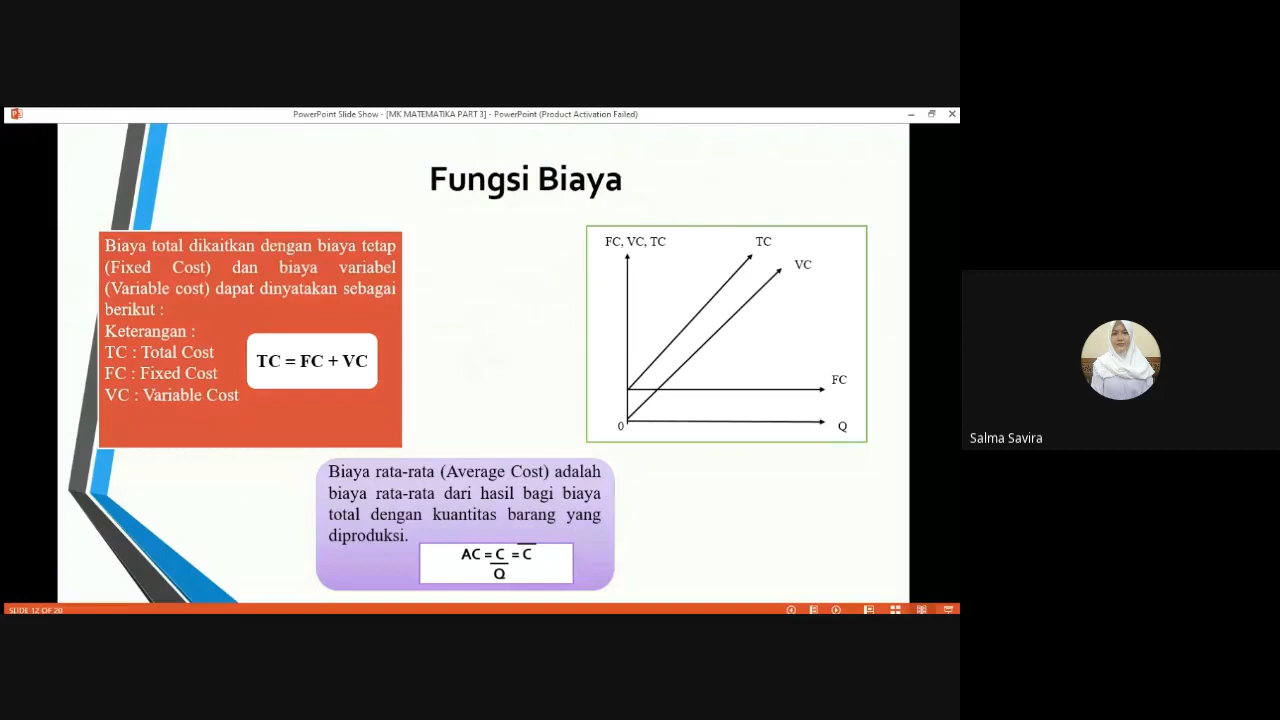 PowerPoint Slide Show - [MK MATEMATIKA PART 3] - PowerPoint (Product Activation Failed)
Fungsi Biaya
Biaya total dikaitkan dengan biaya tetap
(Fixed Cost) dan biaya variabel
(Variable cost) dapat dinyatakan sebagai
berikut :
Keterangan :
TC : Total Cost
FC : Fixed Cost
VC : Variable Cost
TC = FC + VC
FC, VC, TC
TC
VC
FC
0
Q
Biaya rata-rata (Average Cost) adalah
biaya rata-rata dari hasil bagi biaya
total dengan kuantitas barang yang
diproduksi.
AC = C = C
Q
SLIDE 12 OF 20
Salma Savira